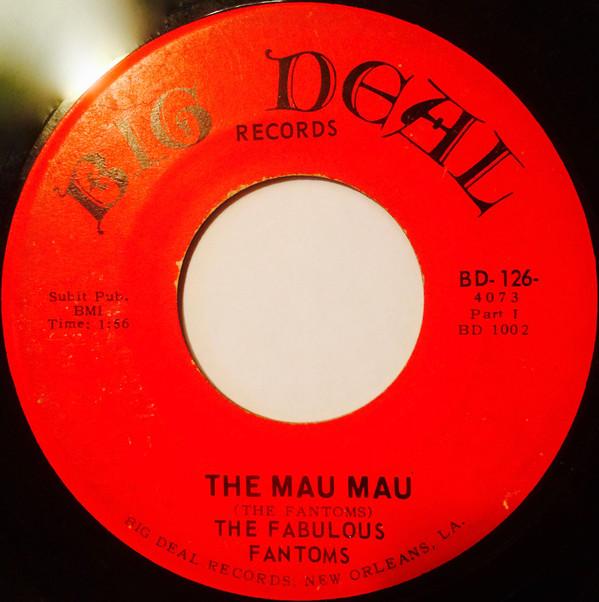 BIG DEAL
RECORDS
Subit Pub.
BMI
Time: 1:56
BD-126-
4073
Part I
BD 1002
THE MAU MAU
(THE FANTOMS)
THE FABULOUS
FANTOMS
BIG DEAL RECORDS, NEW ORLEANS, LA.